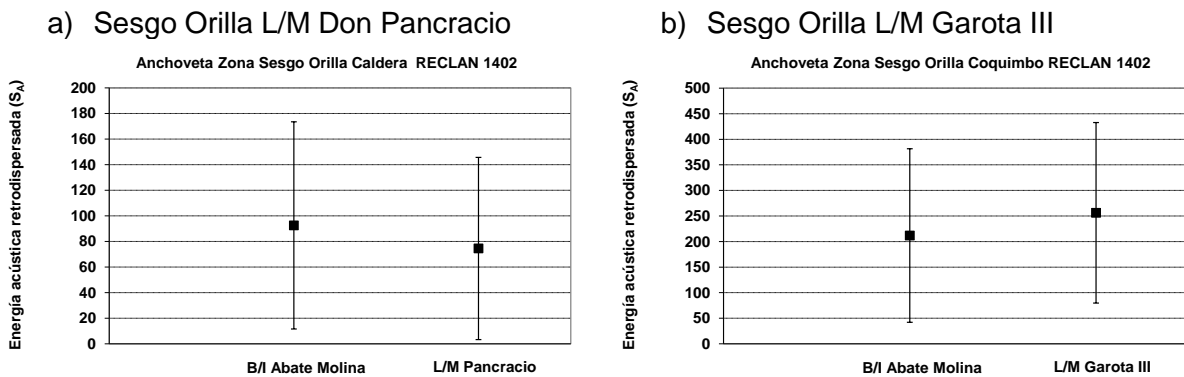 a) Sesgo Orilla L/M Don Pancracio
Anchoveta Zona Sesgo Orilla Caldera RECLAN 1402
Energía acústica retrodispersada (SA)
200
180
160
140
120
100
80
60
40
20
0
B/I Abate Molina L/M Pancracio
b) Sesgo Orilla L/M Garota III
Anchoveta Zona Sesgo Orilla Coquimbo RECLAN 1402
Energía acústica retrodispersada (SA)
500
450
400
350
300
250
200
150
100
50
0
B/I Abate Molina L/M Garota III